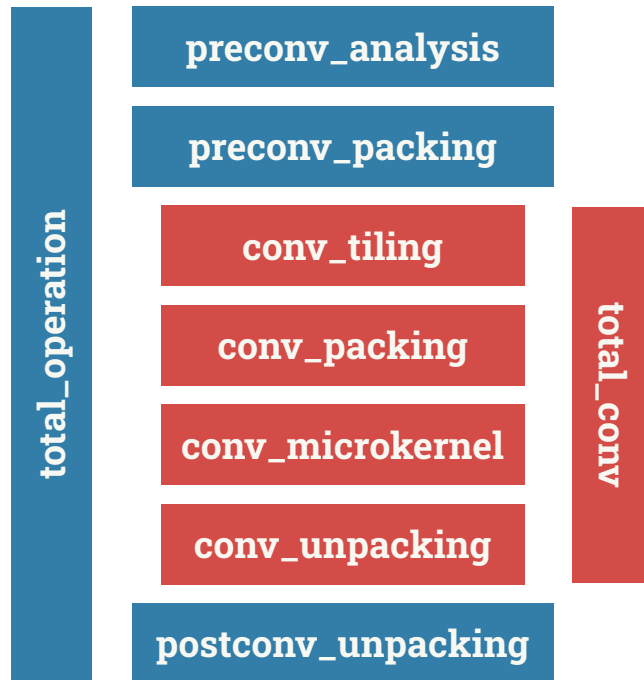 total_operation
preconv_analysis
preconv_packing
conv_tiling
conv_packing
conv_microkernel
conv_unpacking
postconv_unpacking
total_conv